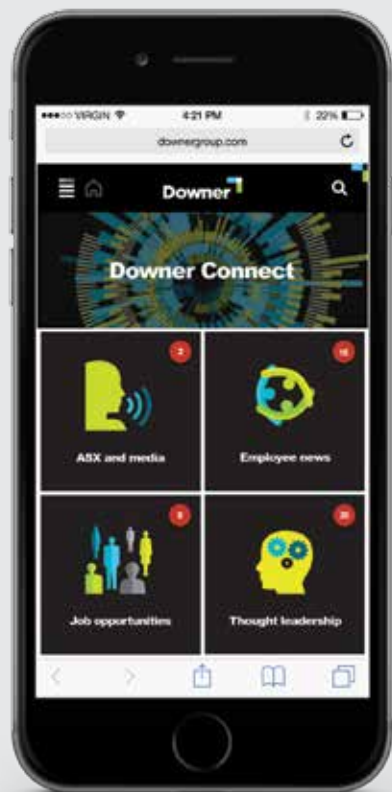 VIRGIN 4:21 PM 22%
downergroup.com
Downer
Downer Connect
ASX and media
Employee news
Job opportunities
Thought leadership